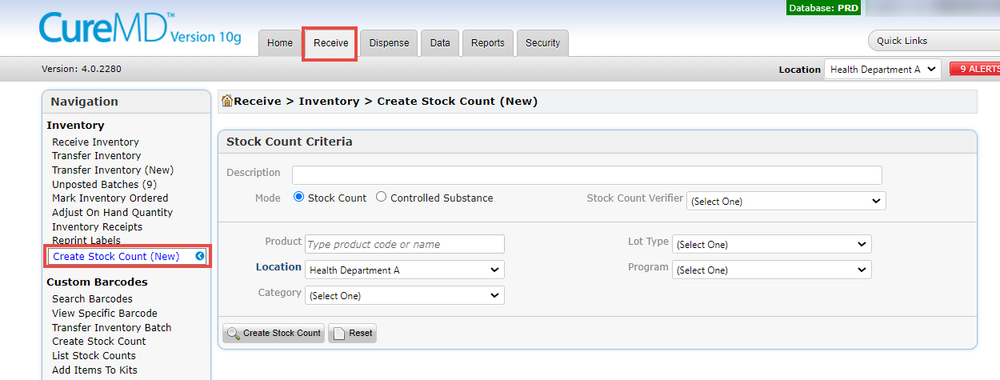 Database: PRD
CureMD™ Version 10g
Home Receive Dispense Data Reports Security
Quick Links
Version: 4.0.2280
Location Health Department A 9 ALERTS
Navigation
Inventory
Receive Inventory
Transfer Inventory
Transfer Inventory (New)
Unposted Batches (9)
Mark Inventory Ordered
Adjust On Hand Quantity
Inventory Receipts
Reprint Labels
Create Stock Count (New)
Custom Barcodes
Search Barcodes
View Specific Barcode
Transfer Inventory Batch
Create Stock Count
List Stock Counts
Add Items To Kits
Receive > Inventory > Create Stock Count (New)
Stock Count Criteria
Description
Mode Stock Count Controlled Substance Stock Count Verifier (Select One)
Product Type product code or name Lot Type (Select One)
Location Health Department A Program (Select One)
Category (Select One)
Create Stock Count Reset